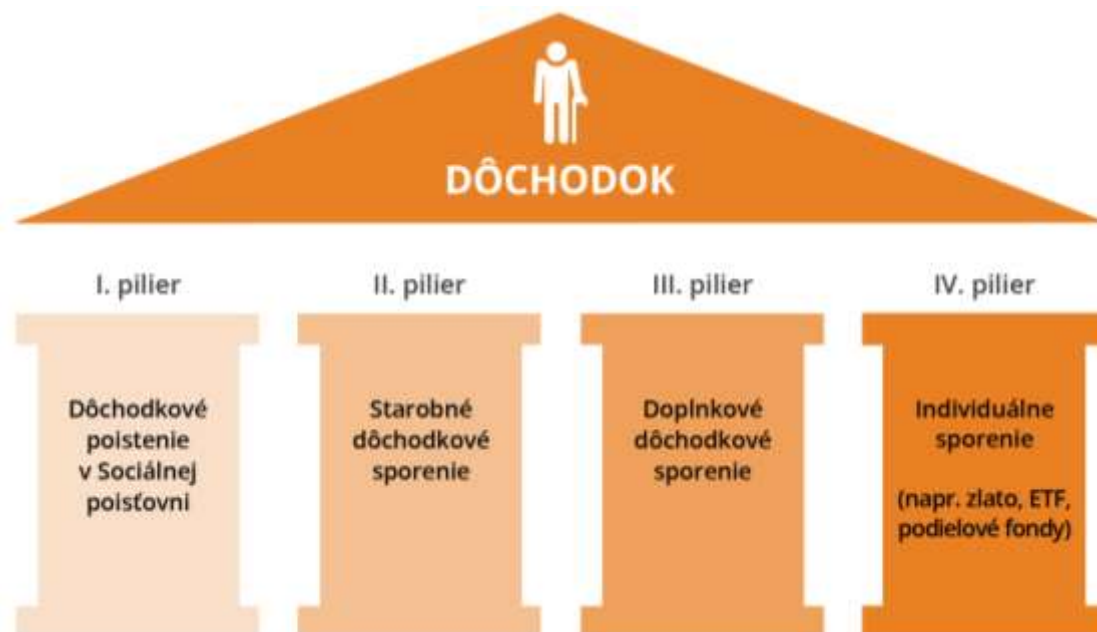 DÔCHODOK
I. pilier
Dôchodkové
poistenie
v Sociálnej
poisťovni
II. pilier
Starobné
dôchodkové
sporenie
III. pilier
Doplnkové
dôchodkové
sporenie
IV. pilier
Individuálne
sporenie
(napr. zlato, ETF,
podielové fondy)